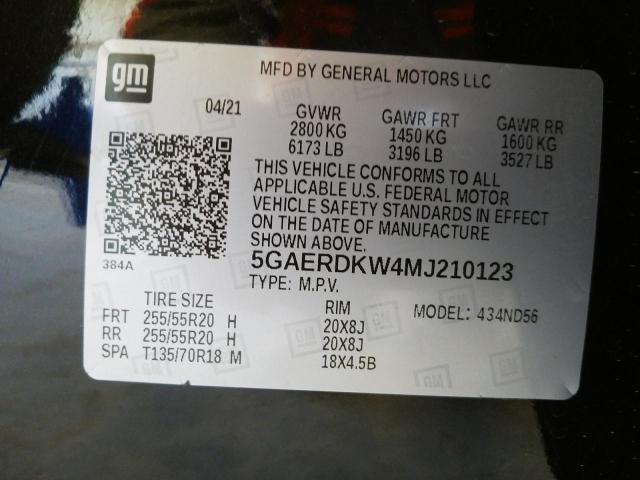 gm
MFD BY GENERAL MOTORS LLC
04/21 GVWR GAWR FRT GAWR RR
2800 KG 1450 KG 1600 KG
6173 LB 3196 LB 3527 LB
THIS VEHICLE CONFORMS TO ALL
APPLICABLE U.S. FEDERAL MOTOR
VEHICLE SAFETY STANDARDS IN EFFECT
ON THE DATE OF MANUFACTURE
SHOWN ABOVE.
384A
5GAERDKW4MJ210123
TYPE: M.P.V.
TIRE SIZE RIM MODEL: 434ND56
FRT 255/55R20 H 20X8J
RR 255/55R20 H 20X8J
SPA T135/70R18 M 18X4.5B